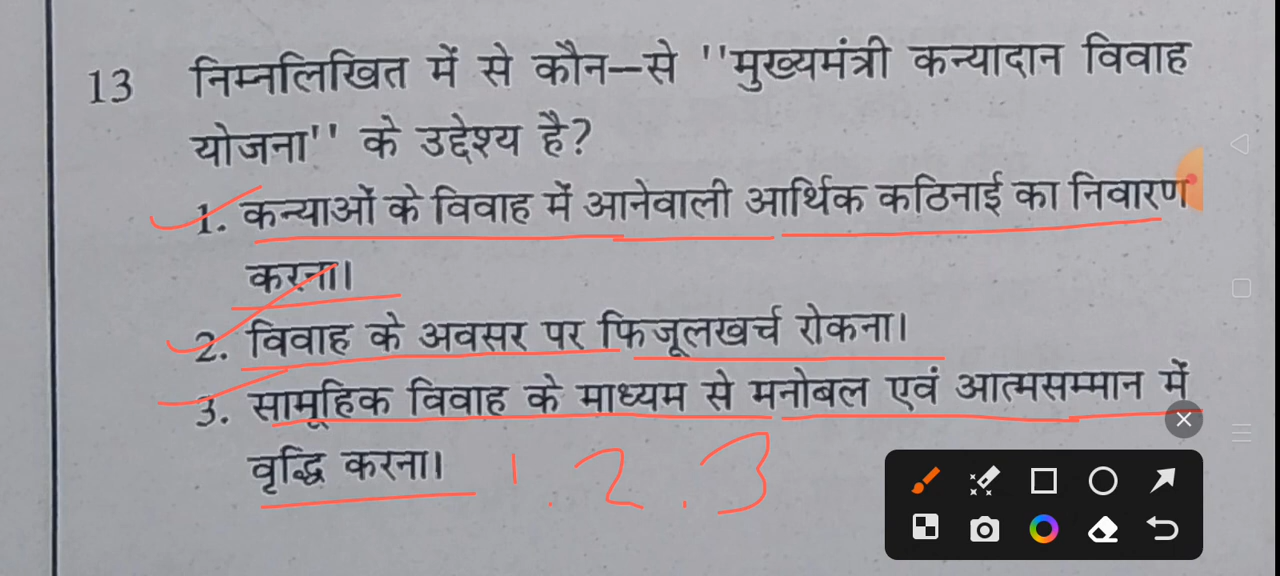 13 निम्नलिखित में से कौन–से ''मुख्यमंत्री कन्यादान विवाह
योजना'' के उद्देश्य है?
1. कन्याओं के विवाह में आनेवाली आर्थिक कठिनाई का निवारण
करना।
2. विवाह के अवसर पर फिजूलखर्च रोकना।
3. सामूहिक विवाह के माध्यम से मनोबल एवं आत्मसम्मान में
वृद्धि करना। 1.2.3